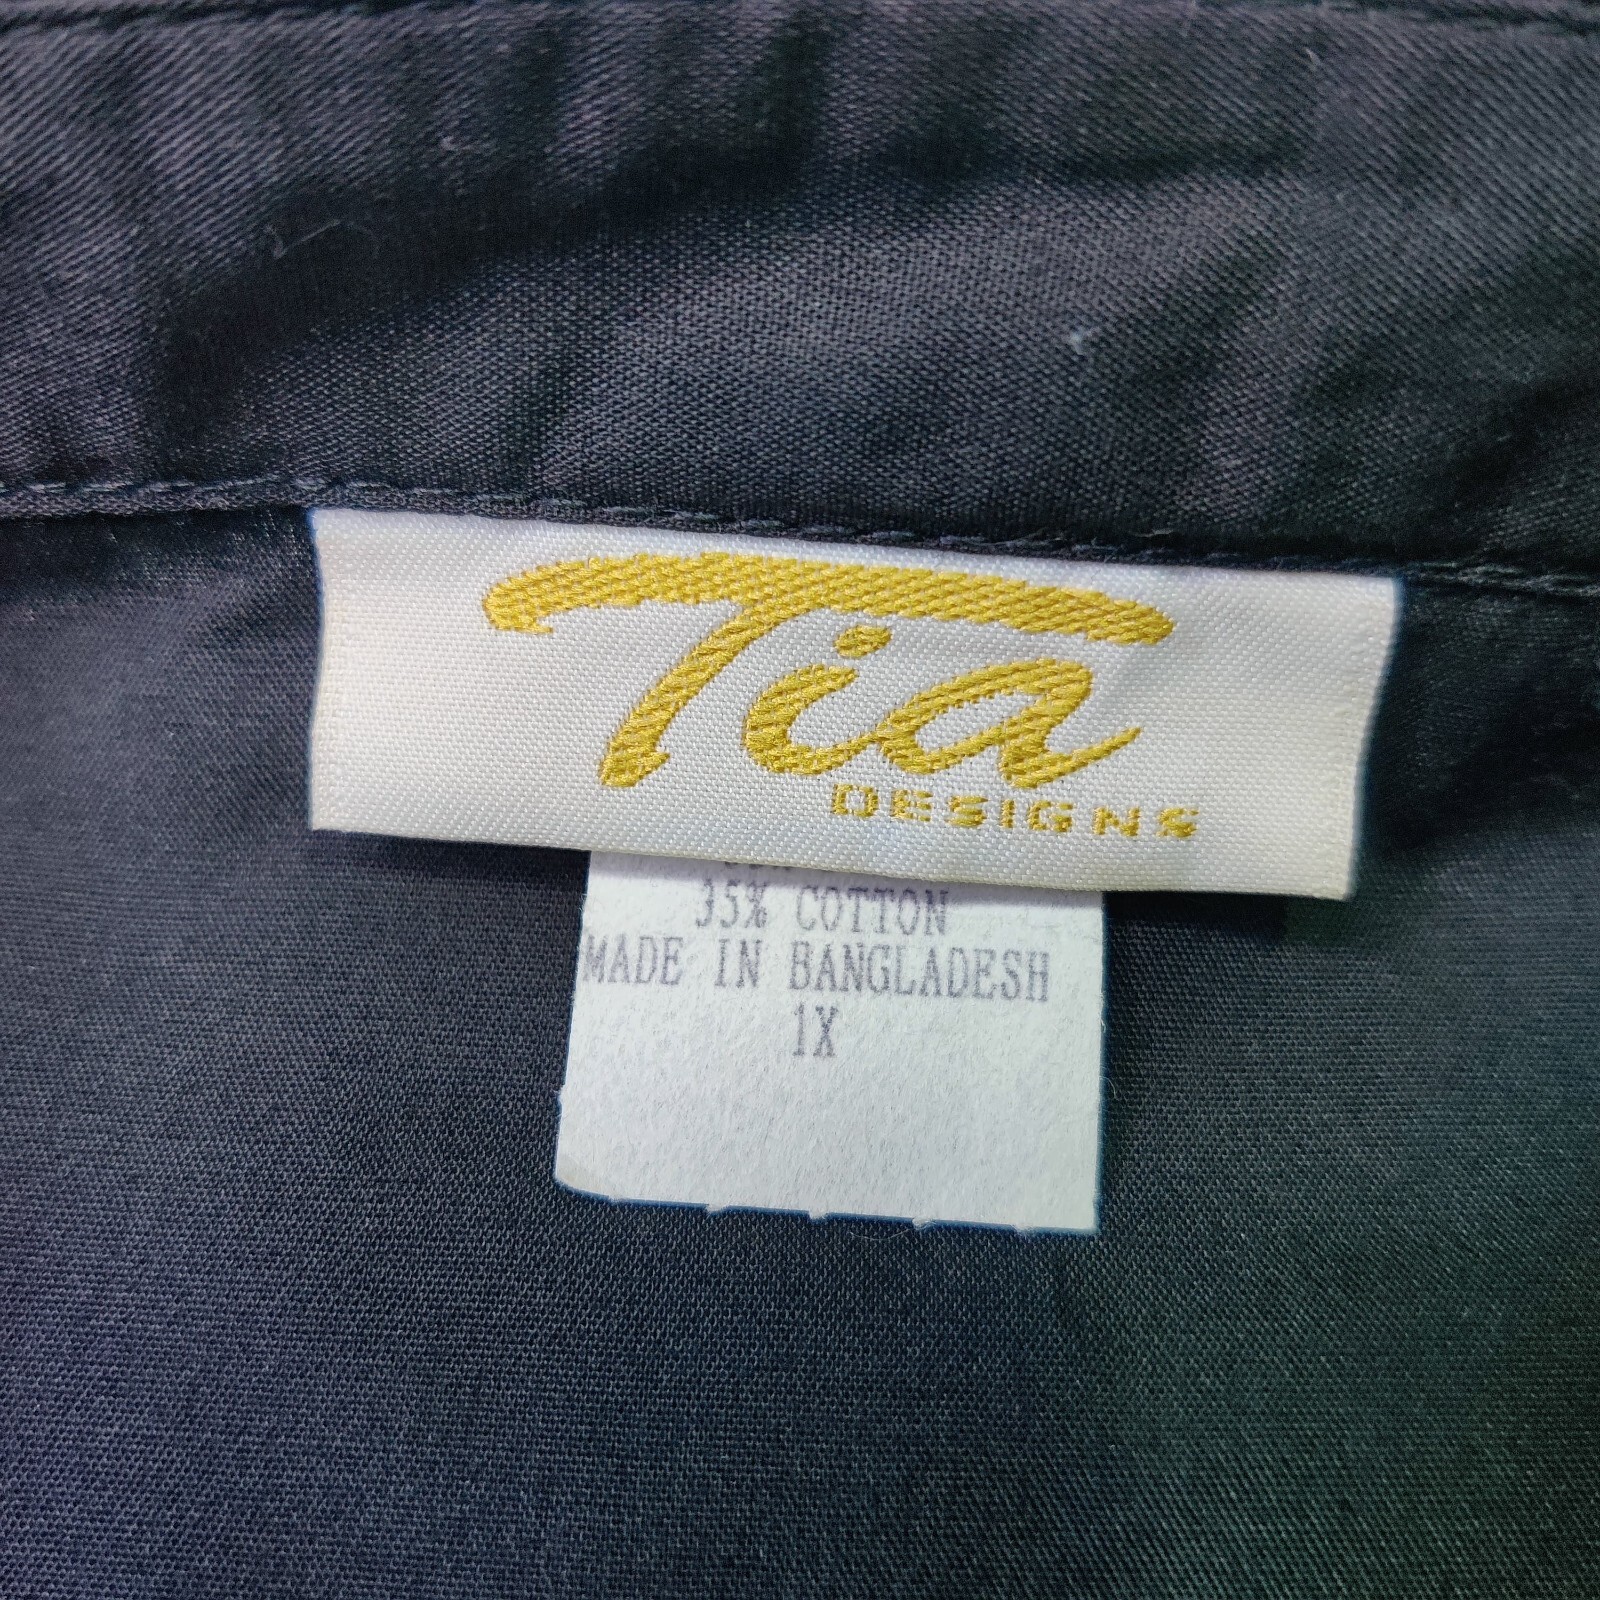 Tia
DESIGNS
35% COTTON
MADE IN BANGLADESH
1X